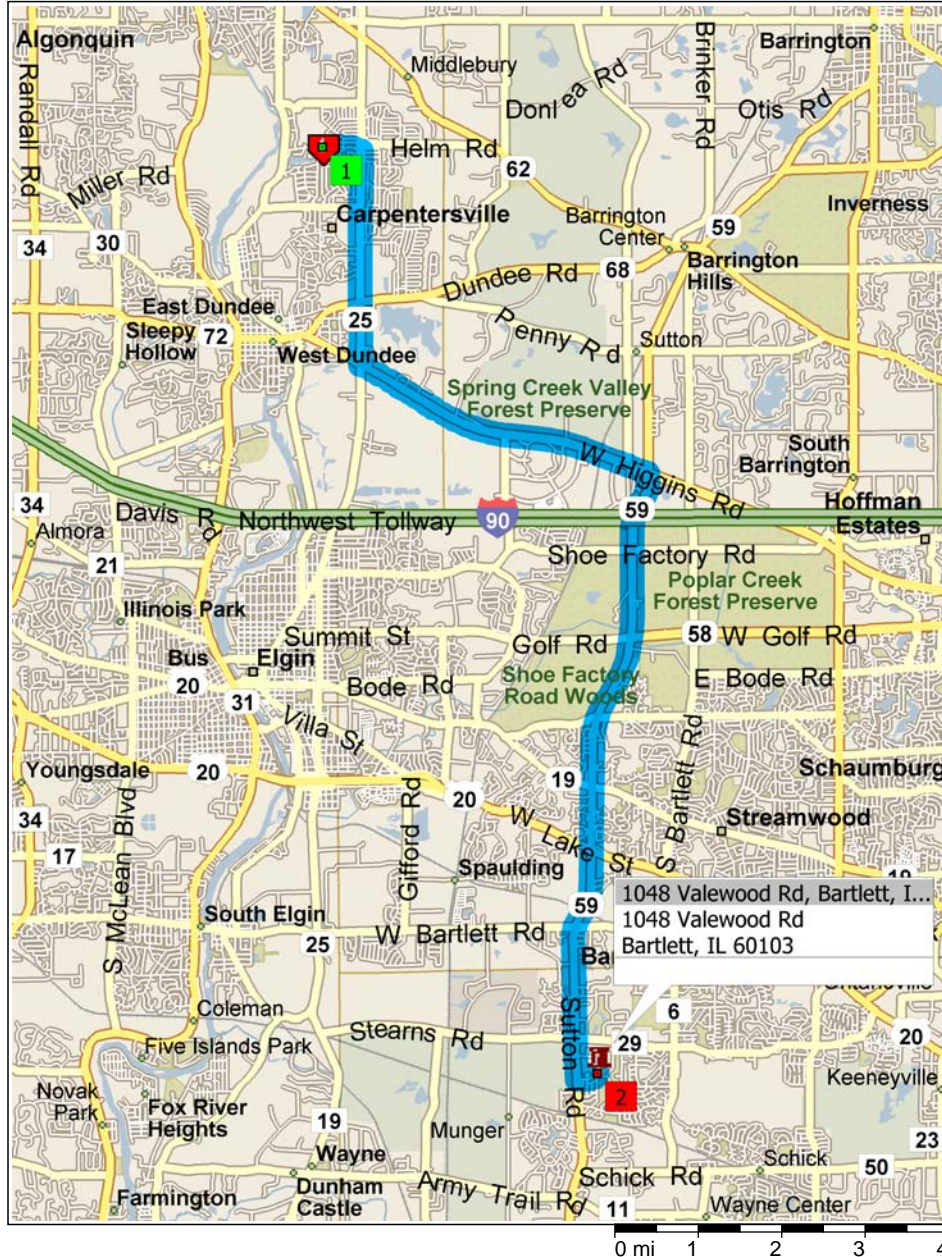 Algonquin
Randall Rd
Middlebury
Donlea Rd
Brinker Rd
Barrington
Otis Rd
1
Helm Rd
62
Miller Rd
Carpentersville
Inverness
34
30
Barrington
Center
59
Barrington
Hills
68
Dundee Rd
East Dundee
25
Penny Rd
Sleepy
Hollow
72
West Dundee
Sutton
Spring Creek Valley
Forest Preserve
W Higgins Rd
South
Barrington
34
Davis Rd
Northwest Tollway
90
59
Hoffman
Estates
Almora
21
Shoe Factory Rd
Poplar Creek
Forest Preserve
Illinois Park
Summit St
Golf Rd
58
W Golf Rd
Bus
20
Elgin
Shoe Factory
Road Woods
E Bode Rd
Bode Rd
31
Villa St
S Bartlett Rd
Youngsdale
20
19
Schaumburg
34
S McLean Blvd
Gifford Rd
20
W Lake St
Streamwood
17
19
Spaulding
1048 Valewood Rd, Bartlett, I...
1048 Valewood Rd
Bartlett, IL 60103
59
South Elgin
25
W Bartlett Rd
Ba
Coleman
Stearns Rd
Sutton Rd
6
29
20
Five Islands Park
Keeneyville
Novak
Park
Fox River
Heights
2
19
Munger
23
Wayne
Schick Rd
Schick
50
Farmington
Dunham
Castle
Army Trail Rd
11
Wayne Center
0 mi 1 2 3 4